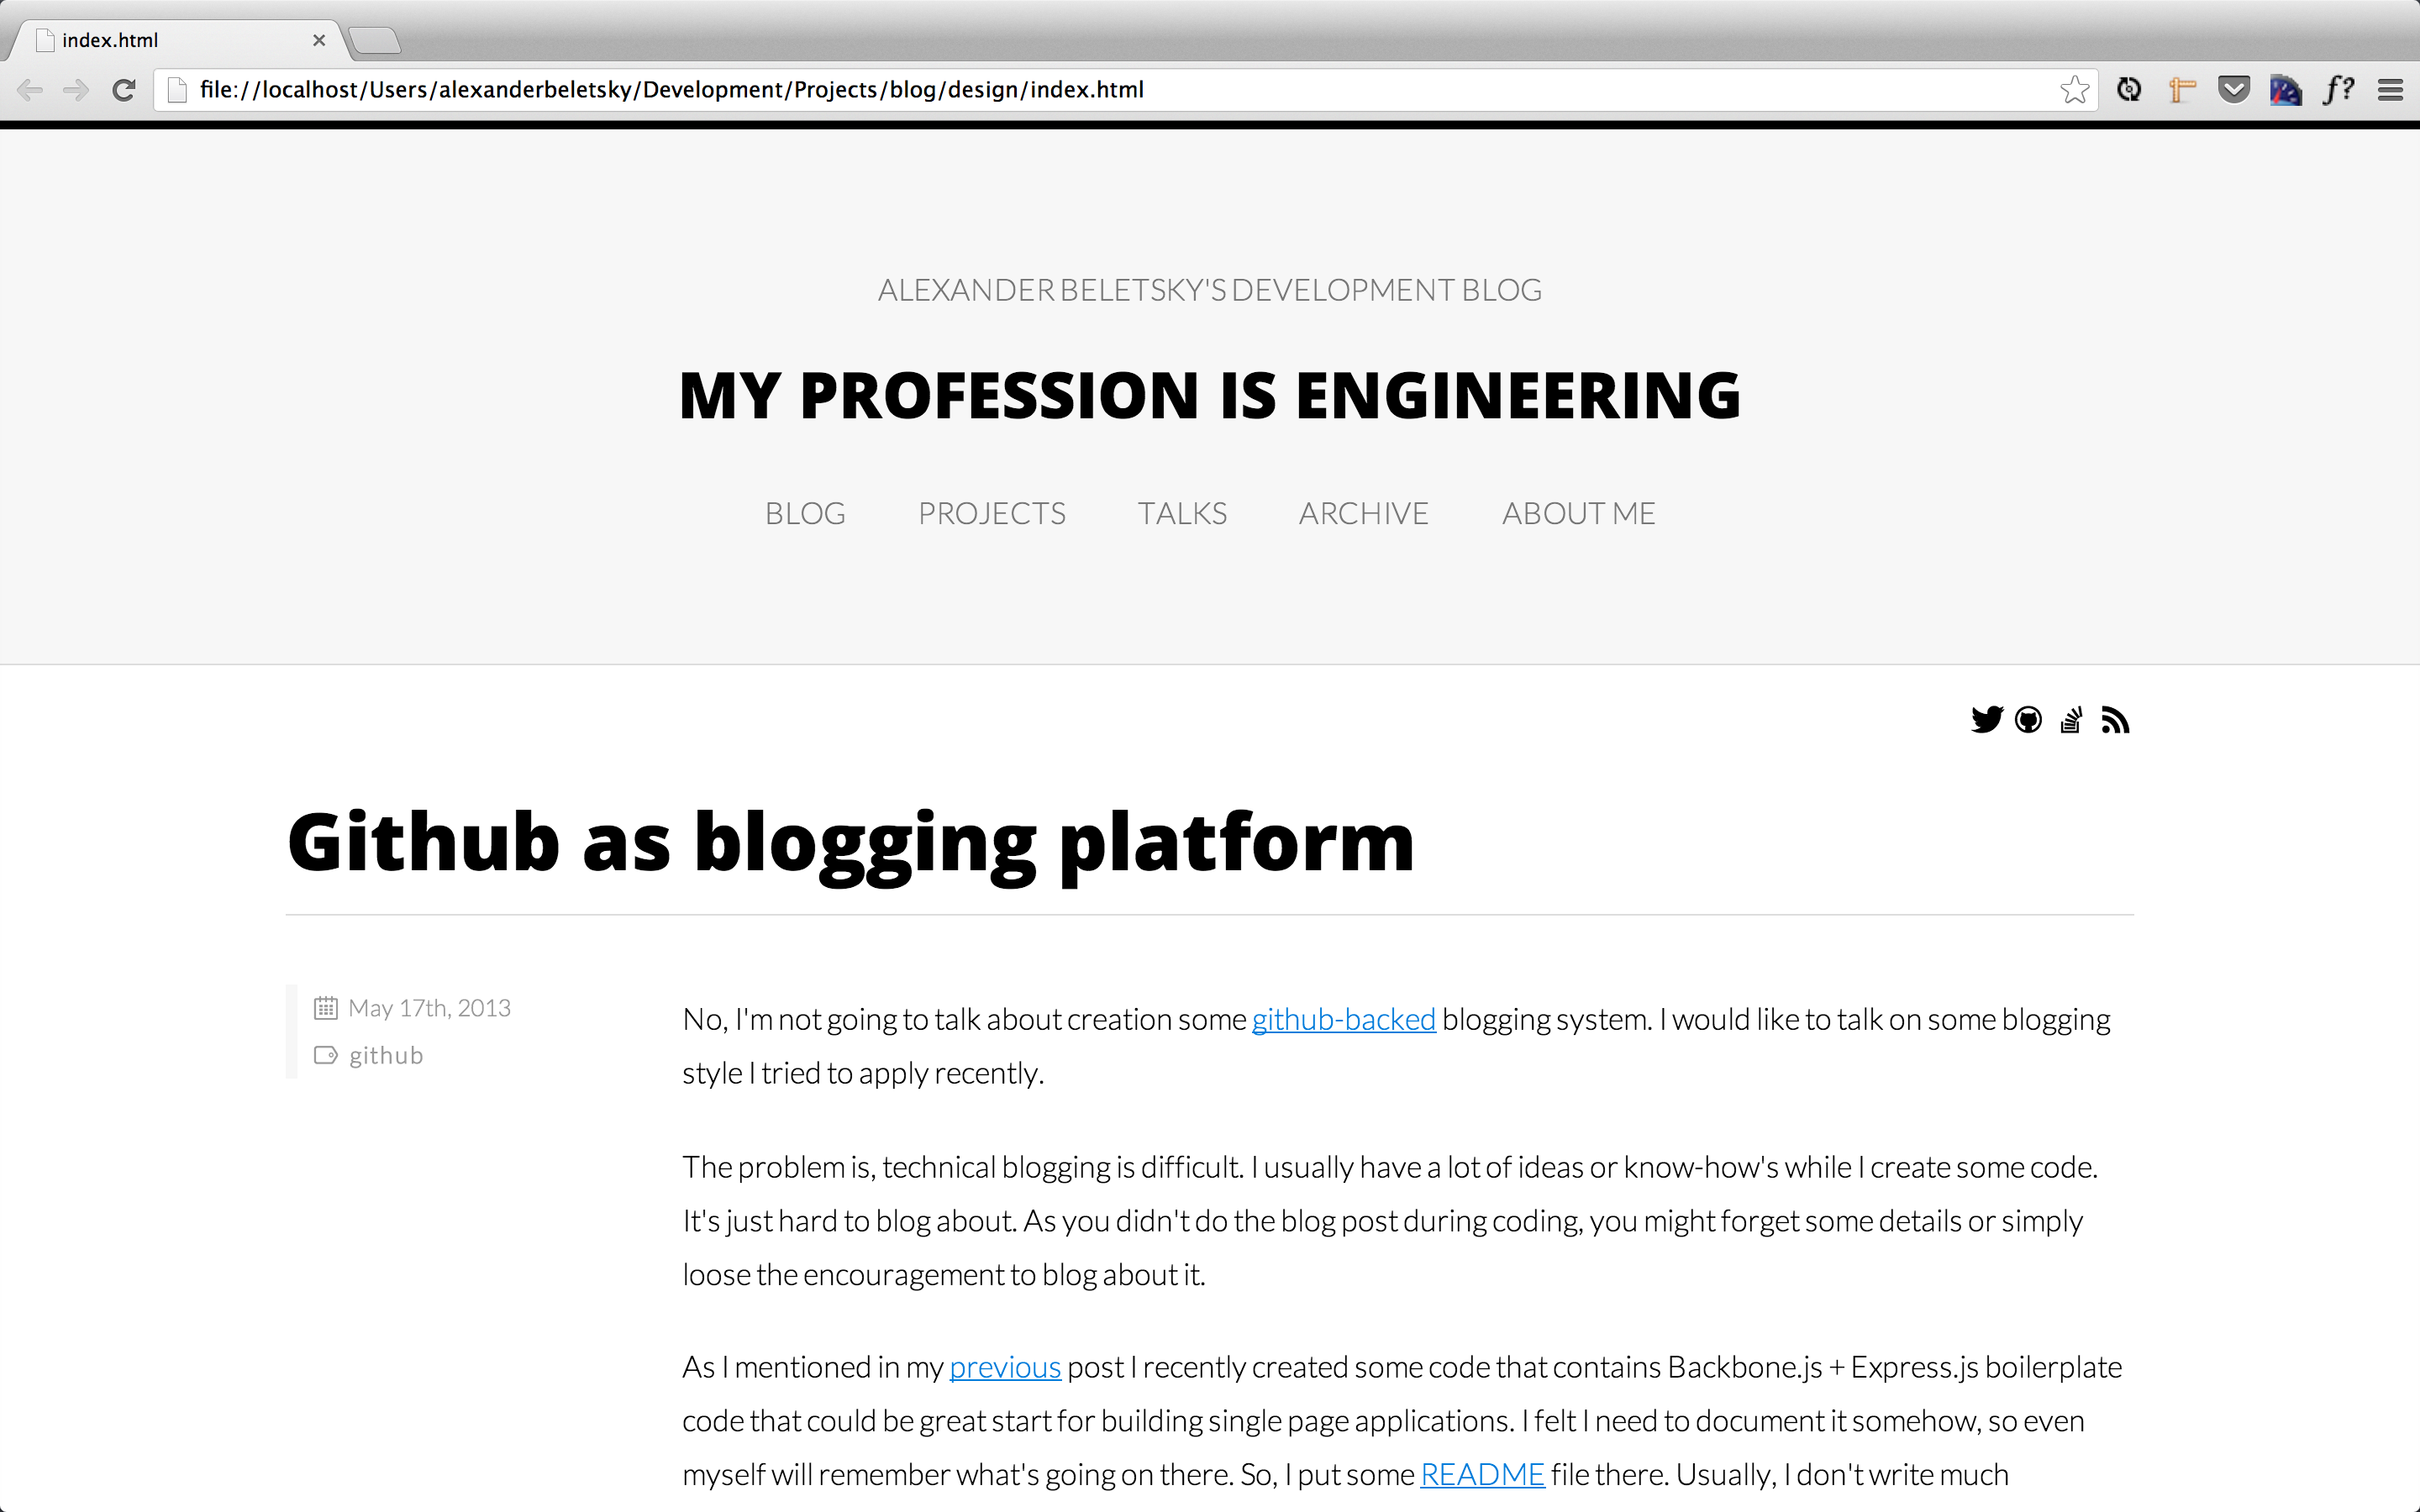 index.html
file://localhost/Users/alexanderbeletsky/Development/Projects/blog/design/index.html
f?
ALEXANDER BELETSKY'S DEVELOPMENT BLOG
MY PROFESSION IS ENGINEERING
BLOG PROJECTS TALKS ARCHIVE ABOUT ME
Github as blogging platform
May 17th, 2013
github
No, I'm not going to talk about creation some github-backed blogging system. I would like to talk on some blogging
style I tried to apply recently.
The problem is, technical blogging is difficult. I usually have a lot of ideas or know-how's while I create some code.
It's just hard to blog about. As you didn't do the blog post during coding, you might forget some details or simply
loose the encouragement to blog about it.
As I mentioned in my previous post I recently created some code that contains Backbone.js + Express.js boilerplate
code that could be great start for building single page applications. I felt I need to document it somehow, so even
myself will remember what's going on there. So, I put some README file there. Usually, I don't write much